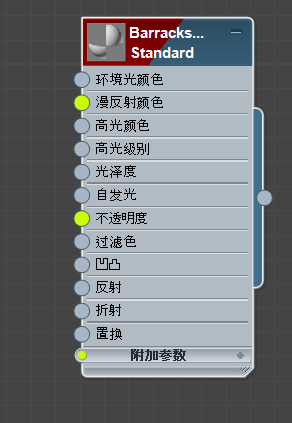 Barracks...
Standard
环境光颜色
漫反射颜色
高光颜色
高光级别
光泽度
自发光
不透明度
过滤色
凹凸
反射
折射
置换
附加参数